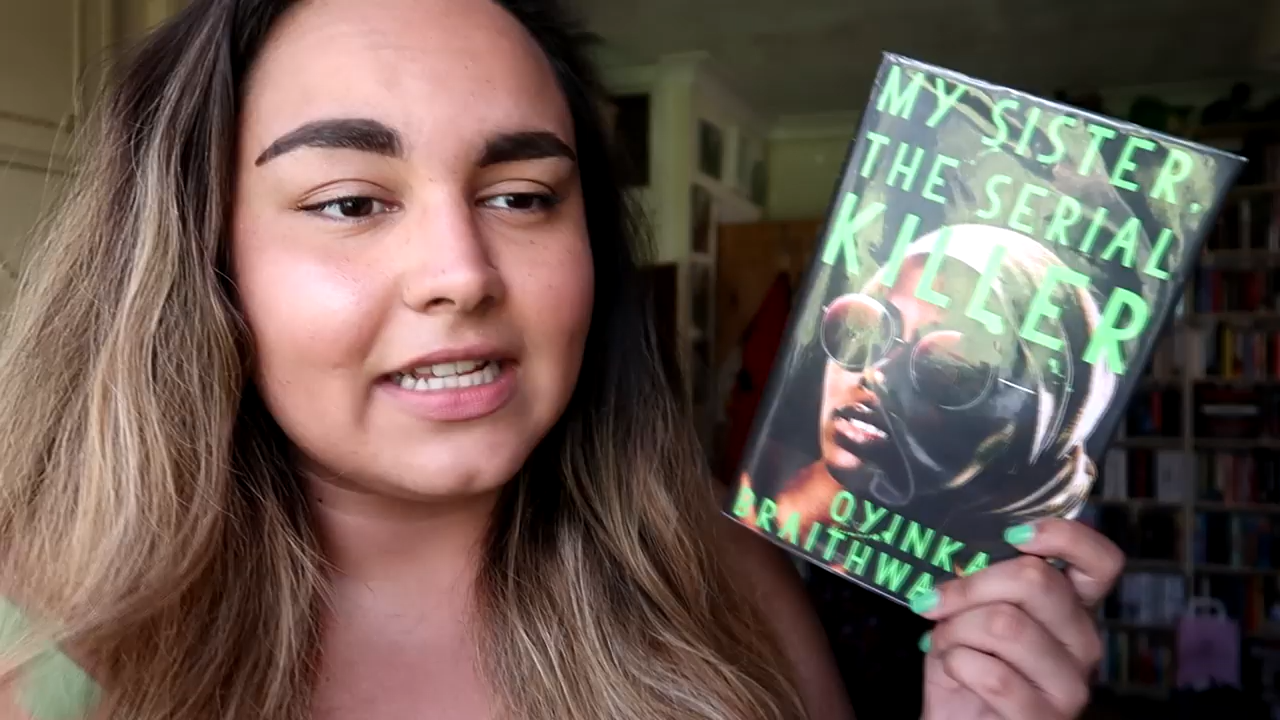 MY SISTER,
THE SERIAL
KILLER
OYINKA
BRAITHWA